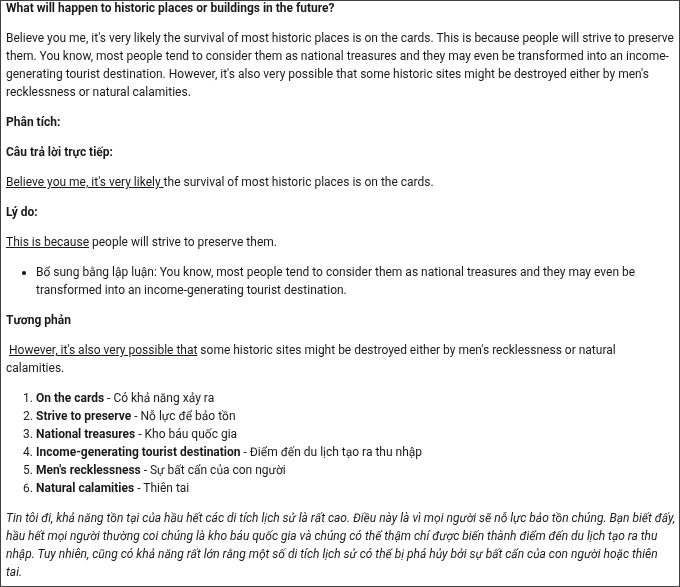 What will happen to historic places or buildings in the future?
Believe you me, it's very likely the survival of most historic places is on the cards. This is because people will strive to preserve
them. You know, most people tend to consider them as national treasures and they may even be transformed into an income-
generating tourist destination. However, it's also very possible that some historic sites might be destroyed either by men's
recklessness or natural calamities.
Phân tích:
Câu trả lời trực tiếp:
Believe you me, it's very likely the survival of most historic places is on the cards.
Lý do:
This is because people will strive to preserve them.
• Bổ sung bằng lập luận: You know, most people tend to consider them as national treasures and they may even be
transformed into an income-generating tourist destination.
Tương phản
However, it's also very possible that some historic sites might be destroyed either by men's recklessness or natural
calamities.
1. On the cards - Có khả năng xảy ra
2. Strive to preserve - Nỗ lực để bảo tồn
3. National treasures - Kho báu quốc gia
4. Income-generating tourist destination - Điểm đến du lịch tạo ra thu nhập
5. Men's recklessness - Sự bất cẩn của con người
6. Natural calamities - Thiên tai
Tin tôi đi, khả năng tồn tại của hầu hết các di tích lịch sử là rất cao. Điều này là vì mọi người sẽ nỗ lực bảo tồn chúng. Bạn biết đấy,
hầu hết mọi người thường coi chúng là kho báu quốc gia và chúng có thể thậm chí được biến thành điểm đến du lịch tạo ra thu
nhập. Tuy nhiên, cũng có khả năng rất lớn rằng một số di tích lịch sử có thể bị phá hủy bởi sự bất cẩn của con người hoặc thiên
tai.